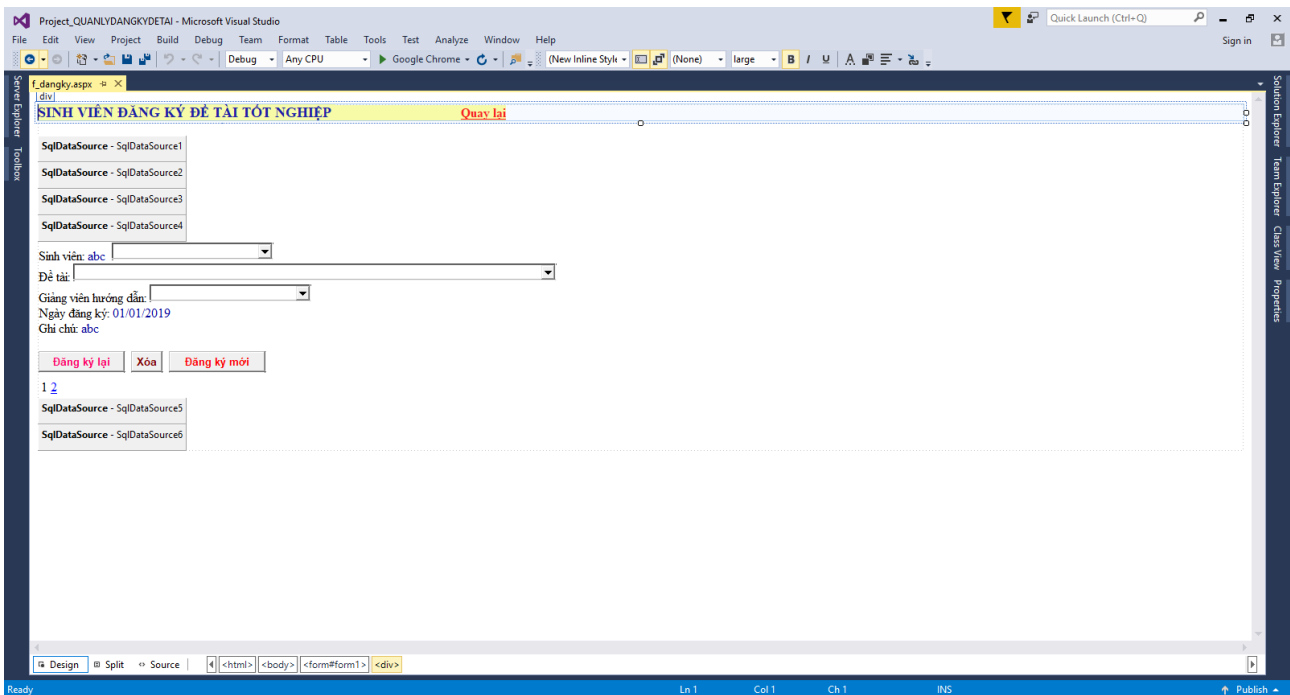 Project_QUANLYDANGKYDETAI - Microsoft Visual Studio Quick Launch (Ctrl+Q)
File Edit View Project Build Debug Team Format Table Tools Test Analyze Window Help Sign in
Debug Any CPU Google Chrome (New Inline Style (None) large B I U A
f_dangky.aspx
div
SINH VIÊN ĐĂNG KÝ ĐỀ TÀI TỐT NGHIỆP Quay lại
SqlDataSource - SqlDataSource1
SqlDataSource - SqlDataSource2
SqlDataSource - SqlDataSource3
SqlDataSource - SqlDataSource4
Sinh viên: abc
Đề tài:
Giảng viên hướng dẫn:
Ngày đăng ký: 01/01/2019
Ghi chú: abc
Đăng ký lại Xóa Đăng ký mới
1 2
SqlDataSource - SqlDataSource5
SqlDataSource - SqlDataSource6
Server Explorer
Toolbox
Solution Explorer
Team Explorer
Class View
Properties
Design Split Source <html> <body> <form#form1> <div>
Ready Ln 1 Col 1 Ch 1 INS Publish